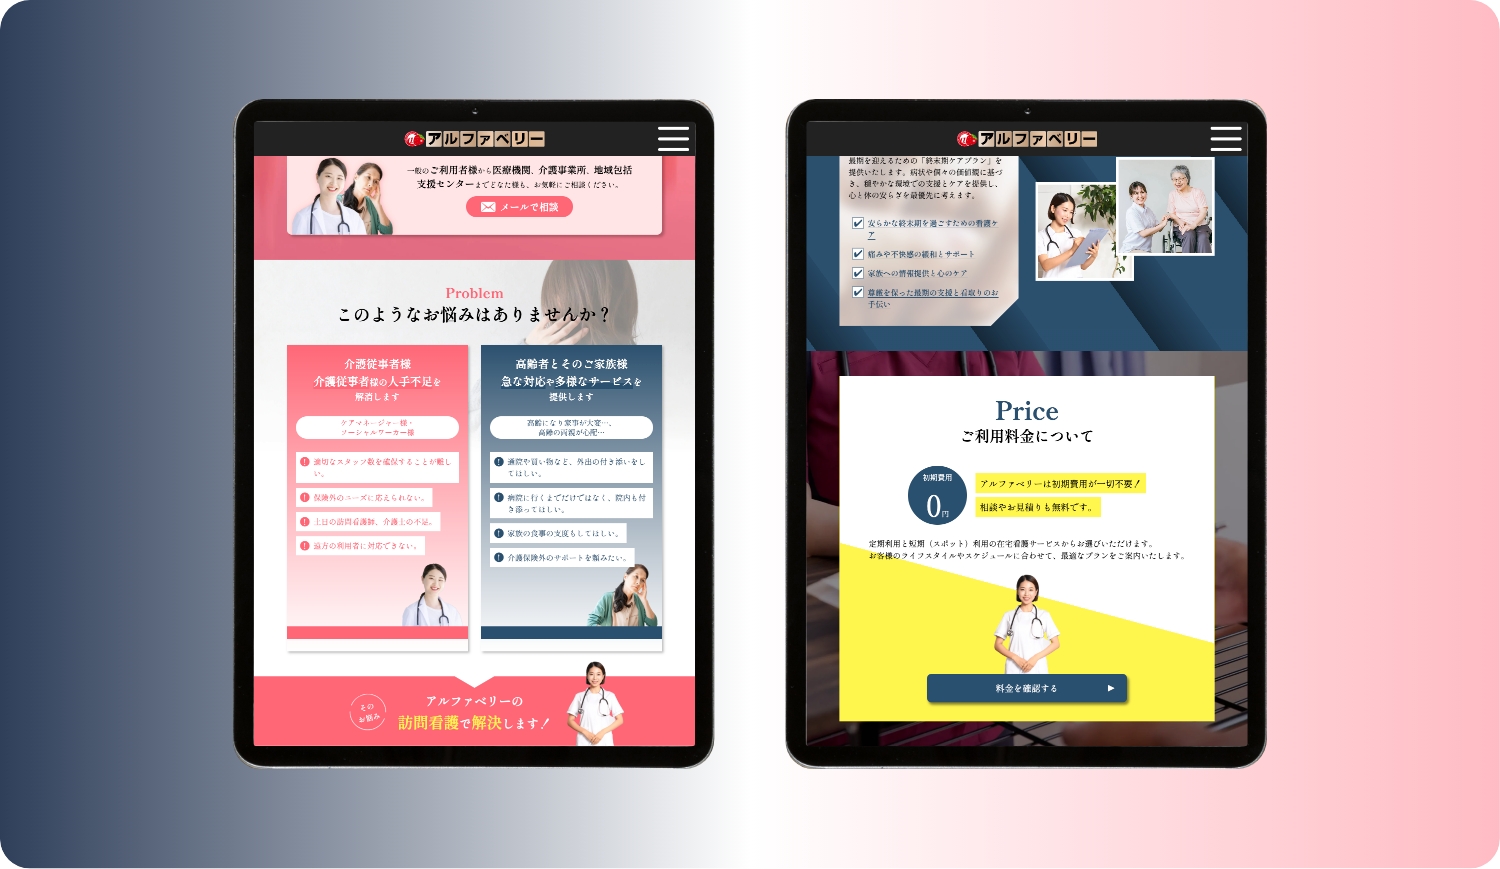 アルファベリー
一般のご利用者様から医療機関、介護事業所、地域包括
支援センターまでどなた様も、お気軽にご相談ください。
メールで相談
Problem
このようなお悩みはありませんか？
介護従事者様
介護従事者様の人手不足を
解消します
ケアマネージャー様・
ソーシャルワーカー様
適切なスタッフ数を確保することが難し
い。
保険外のニーズに応えられない。
土日の訪問看護師、介護士の不足。
遠方の利用者に対応できない。
高齢者とそのご家族様
急な対応や多様なサービスを
提供します
高齢になり家事が大変…、
高齢の両親が心配…
通院や買い物など、外出の付き添いをし
てほしい。
病院に行くまでだけではなく、院内も付
き添ってほしい。
家族の食事の支度もしてほしい。
介護保険外のサポートを頼みたい。
その
お悩み
アルファベリーの
訪問看護で解決します！
アルファベリー
最期を迎えるための「終末期ケアプラン」を
提供いたします。病状や個々の価値観に基づ
き、穏やかな環境での支援とケアを提供し、
心と体の安らぎを最優先に考えます。
安らかな終末期を過ごすための看護ケ
ア
痛みや不快感の緩和とサポート
家族への情報提供と心のケア
尊厳を保った最期の支援と看取りのお
手伝い
Price
ご利用料金について
初期費用
0円
アルファベリーは初期費用が一切不要！
相談やお見積りも無料です。
定期利用と短期（スポット）利用の在宅看護サービスからお選びいただけます。
お客様のライフスタイルやスケジュールに合わせて、最適なプランをご案内いたします。
料金を確認する